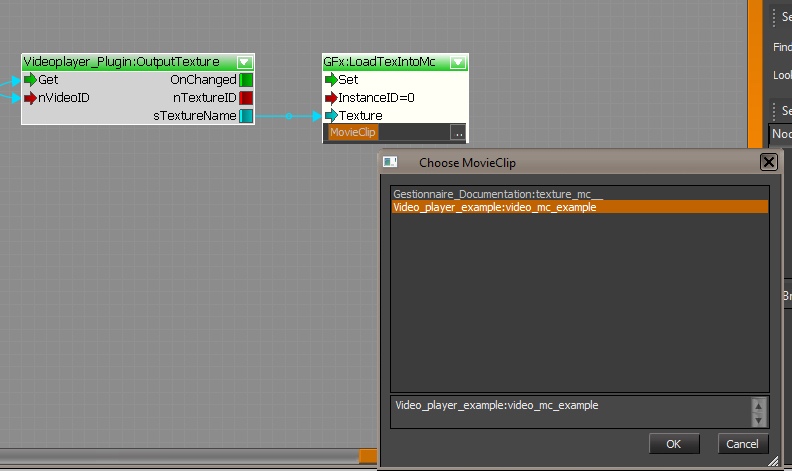 Videoplayer_Plugin:OutputTexture
Get
OnChanged
nVideoID
nTextureID
sTextureName
GFx:LoadTexIntoMc
Set
InstanceID=0
Texture
MovieClip
..
Choose MovieClip
Gestionnaire_Documentation:texture_mc__
Video_player_example:video_mc_example
Video_player_example:video_mc_example
OK
Cancel
Se
Find
Look
Se
Noo
Br